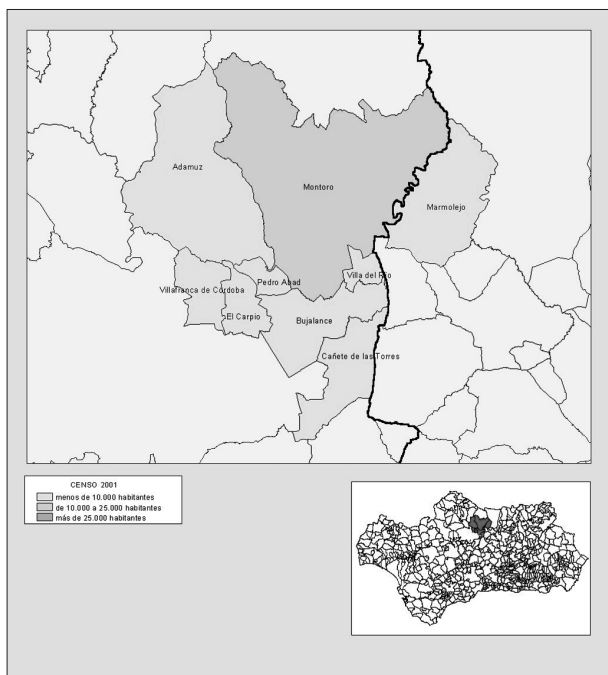 Adamuz
Montoro
Marmolejo
Villa del Río
Pedro Abad
Villafranca de Córdoba
El Carpio
Bujalance
Cañete de las Torres
CENSO 2001
menos de 10.000 habitantes
de 10.000 a 25.000 habitantes
más de 25.000 habitantes